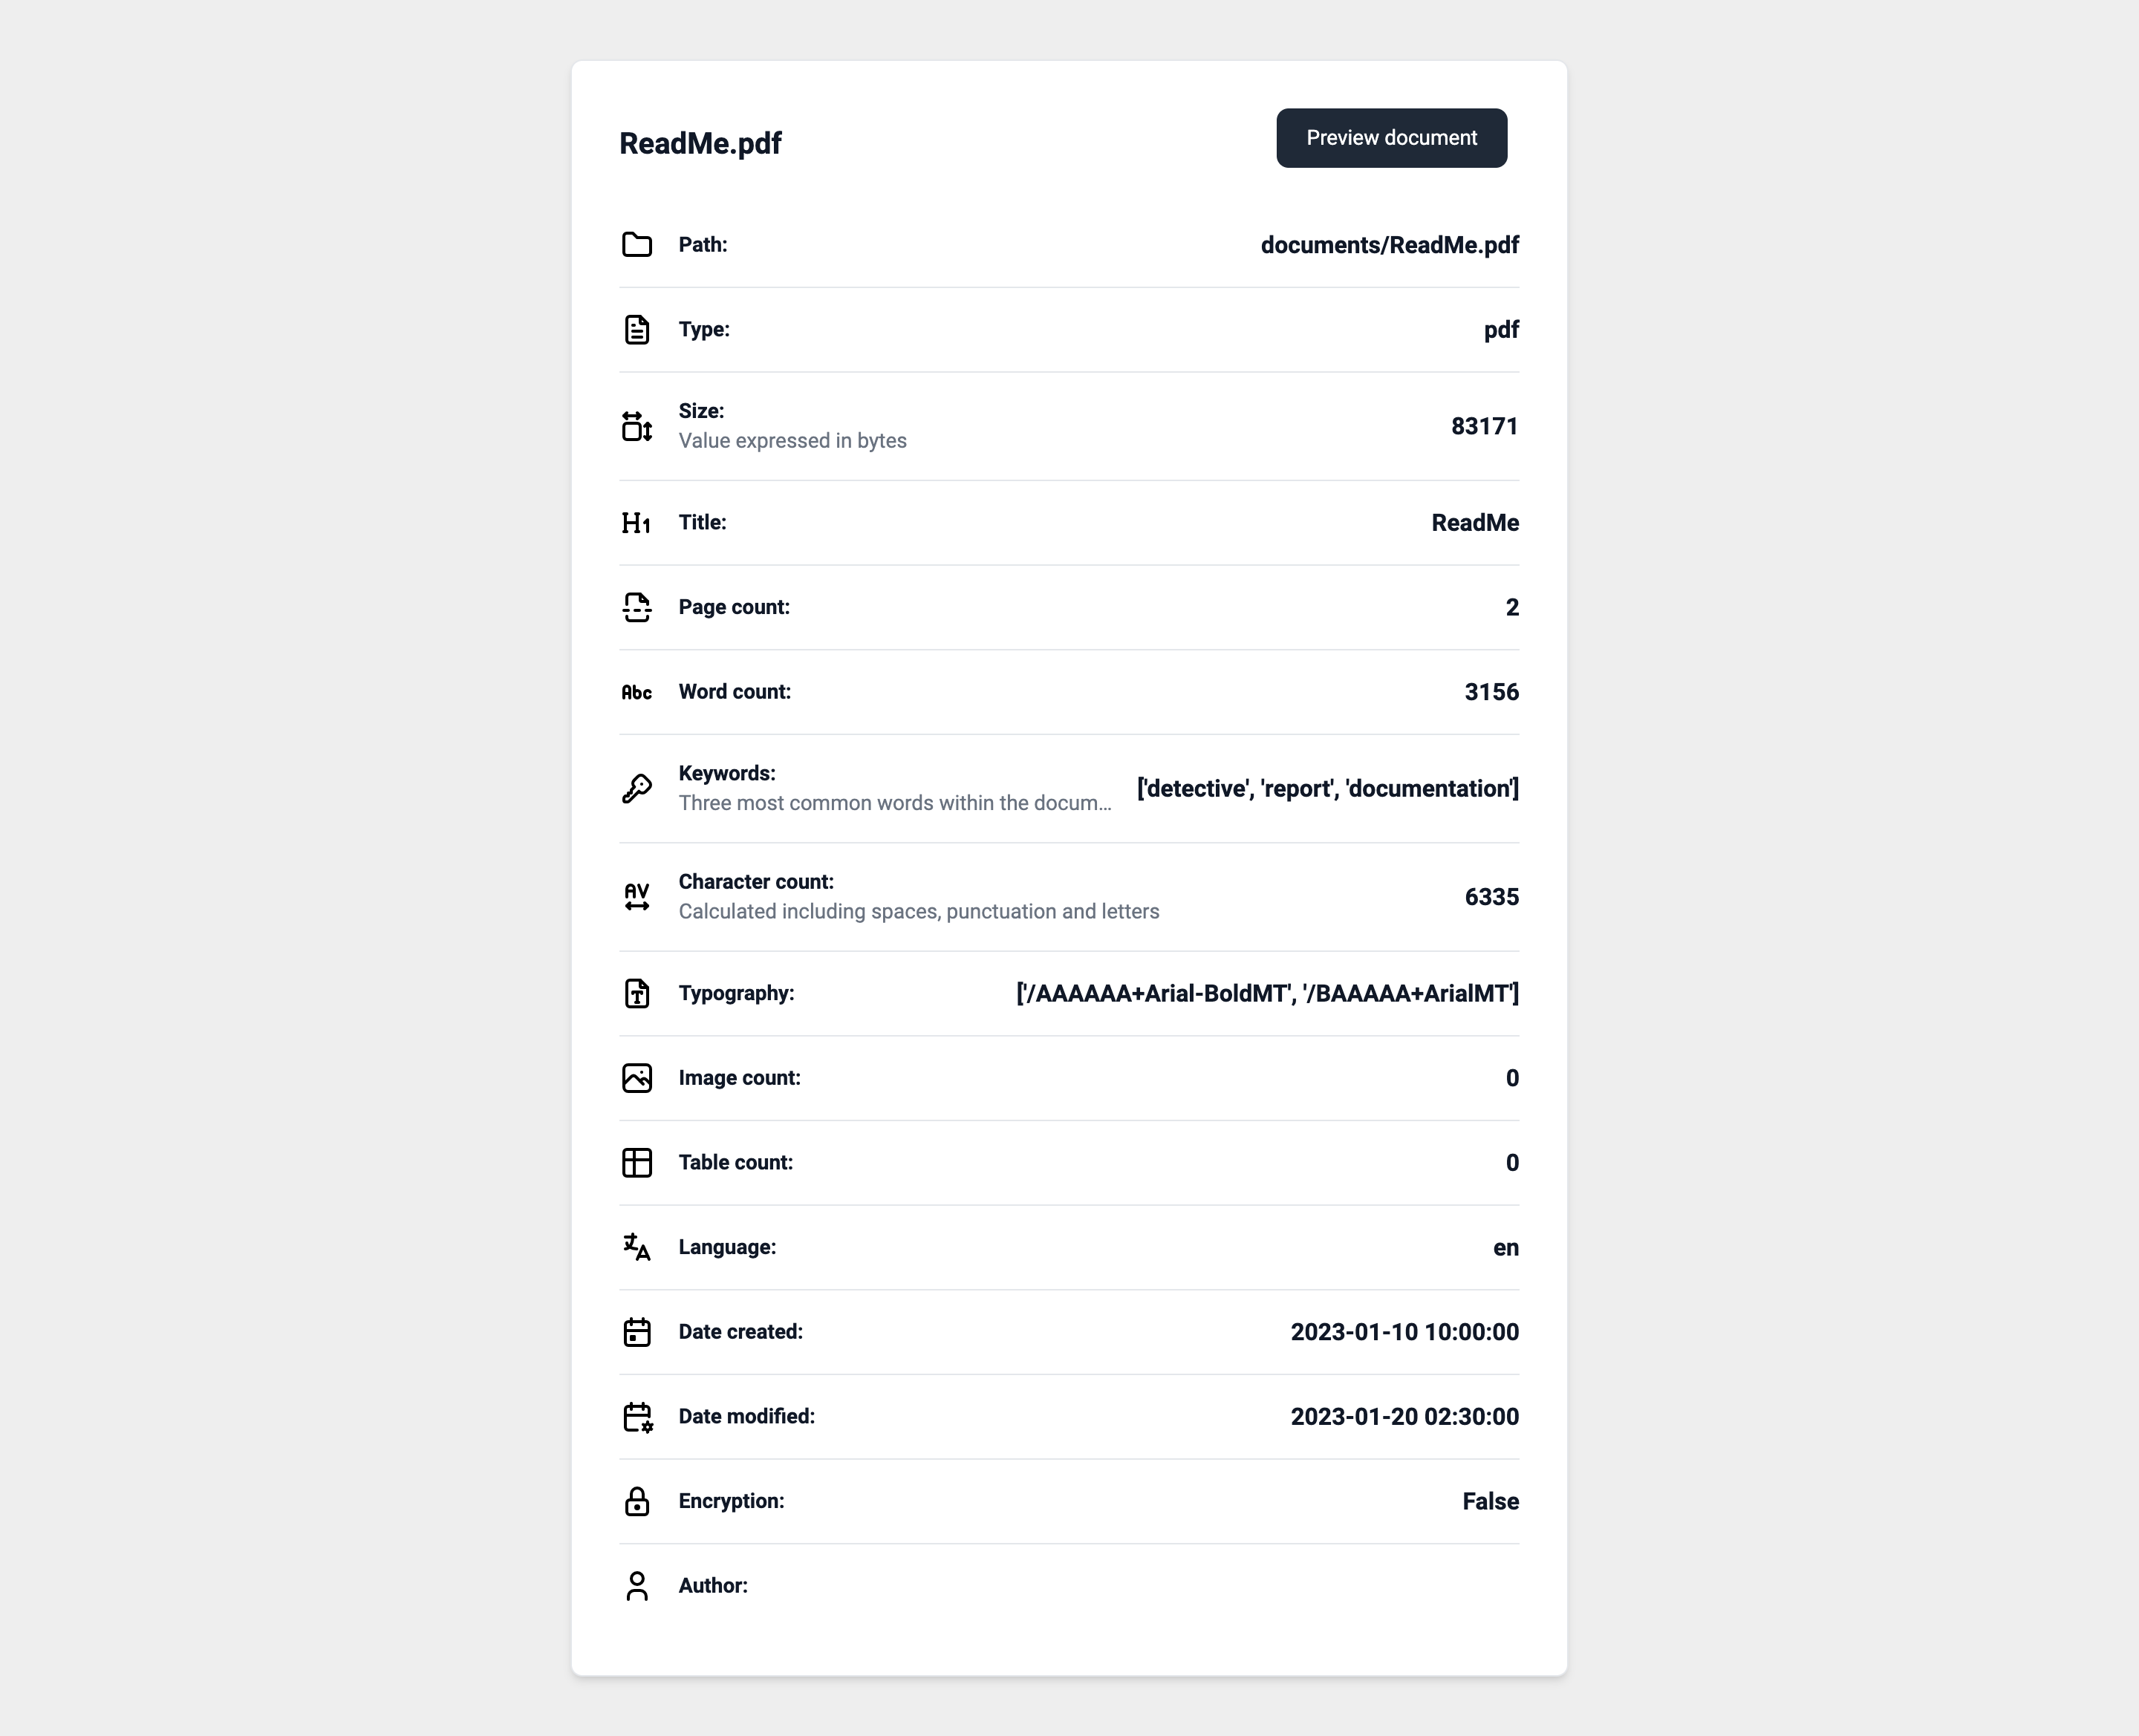 ReadMe.pdf
Preview document
Path: documents/ReadMe.pdf
Type: pdf
Size: 83171
Value expressed in bytes
H1 Title: ReadMe
Page count: 2
Abc Word count: 3156
Keywords: ['detective', 'report', 'documentation']
Three most common words within the docum...
AV Character count: 6335
Calculated including spaces, punctuation and letters
T Typography: ['/AAAAAA+Arial-BoldMT', '/BAAAAA+ArialMT']
Image count: 0
Table count: 0
Language: en
Date created: 2023-01-10 10:00:00
Date modified: 2023-01-20 02:30:00
Encryption: False
Author: